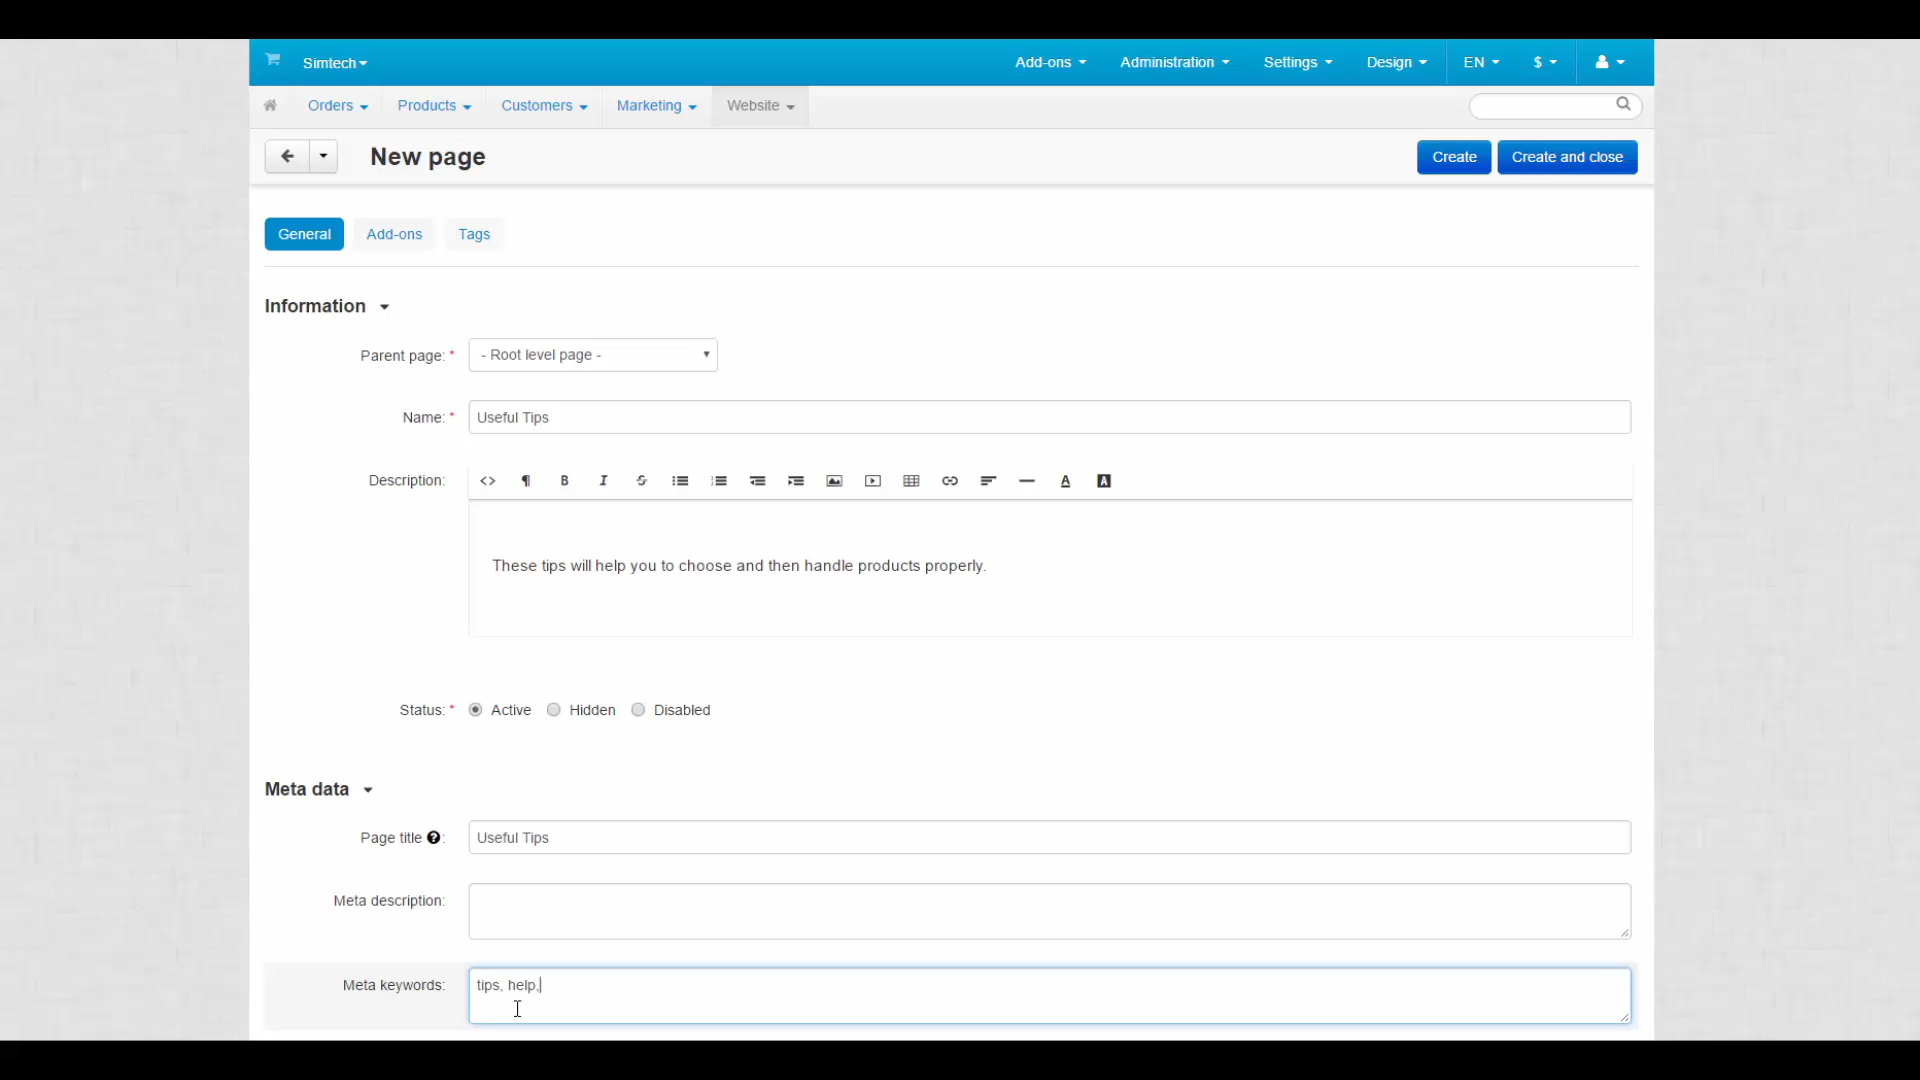 Simtech Add-ons Administration Settings Design EN $
Orders Products Customers Marketing Website
New page Create Create and close
General Add-ons Tags
Information
Parent page: * - Root level page -
Name: * Useful Tips
Description: <> ¶ B I S A A
These tips will help you to choose and then handle products properly.
Status: * Active Hidden Disabled
Meta data
Page title ?: Useful Tips
Meta description:
Meta keywords: tips, help,